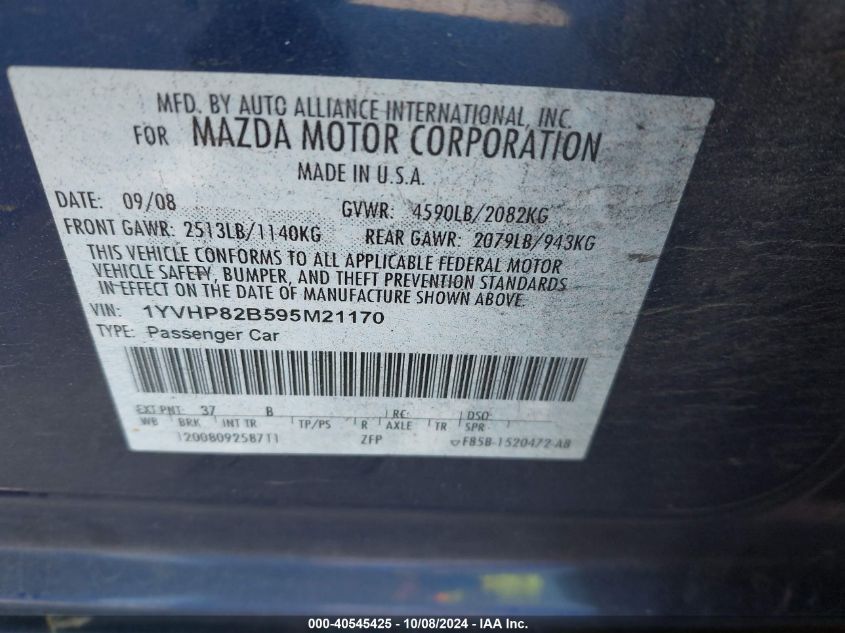 MFD. BY AUTO ALLIANCE INTERNATIONAL, INC.
FOR MAZDA MOTOR CORPORATION
MADE IN U.S.A.
DATE: 09/08 GVWR: 4590LB/2082KG
FRONT GAWR: 2513LB/1140KG REAR GAWR: 2079LB/943KG
THIS VEHICLE CONFORMS TO ALL APPLICABLE FEDERAL MOTOR
VEHICLE SAFETY, BUMPER, AND THEFT PREVENTION STANDARDS
IN EFFECT ON THE DATE OF MANUFACTURE SHOWN ABOVE.
VIN: 1YVHP82B595M21170
TYPE: Passenger Car
EXT PNT: 37 B RC: DSO:
WB BRK INT TR TP/PS R AXLE TR SPR
12008092587T1 ZFP F85B-1520472-AB
000-40545425 - 10/08/2024 - IAA Inc.